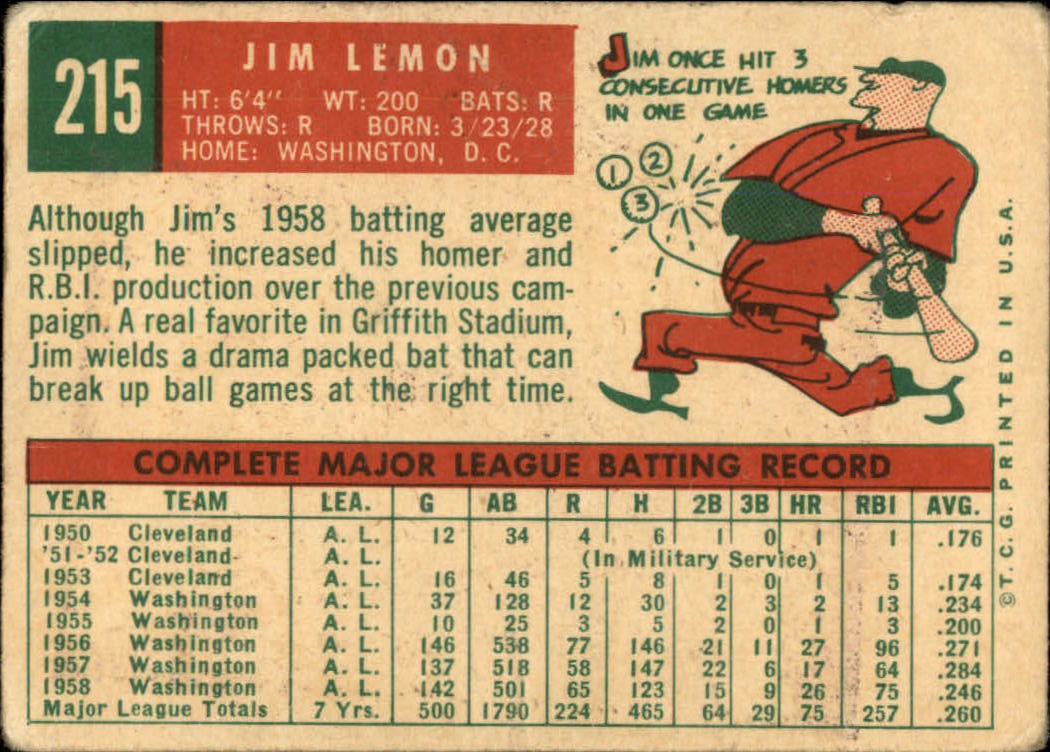 215
JIM LEMON
HT: 6'4" WT: 200 BATS: R
THROWS: R BORN: 3/23/28
HOME: WASHINGTON, D. C.
JIM ONCE HIT 3
CONSECUTIVE HOMERS
IN ONE GAME
1 2
3
Although Jim's 1958 batting average
slipped, he increased his homer and
R.B.I. production over the previous cam-
paign. A real favorite in Griffith Stadium,
Jim wields a drama packed bat that can
break up ball games at the right time.
COMPLETE MAJOR LEAGUE BATTING RECORD
YEAR TEAM LEA. G AB R H 2B 3B HR RBI AVG.
1950 Cleveland A. L. 12 34 4 6 1 0 1 1 .176
'51-'52 Cleveland A. L. (In Military Service)
1953 Cleveland A. L. 16 46 5 8 1 0 1 5 .174
1954 Washington A. L. 37 128 12 30 2 3 2 13 .234
1955 Washington A. L. 10 25 3 5 2 0 1 3 .200
1956 Washington A. L. 146 538 77 146 21 11 27 96 .271
1957 Washington A. L. 137 518 58 147 22 6 17 64 .284
1958 Washington A. L. 142 501 65 123 15 9 26 75 .246
Major League Totals 7 Yrs. 500 1790 224 465 64 29 75 257 .260
© T. C. G. PRINTED IN U.S.A.